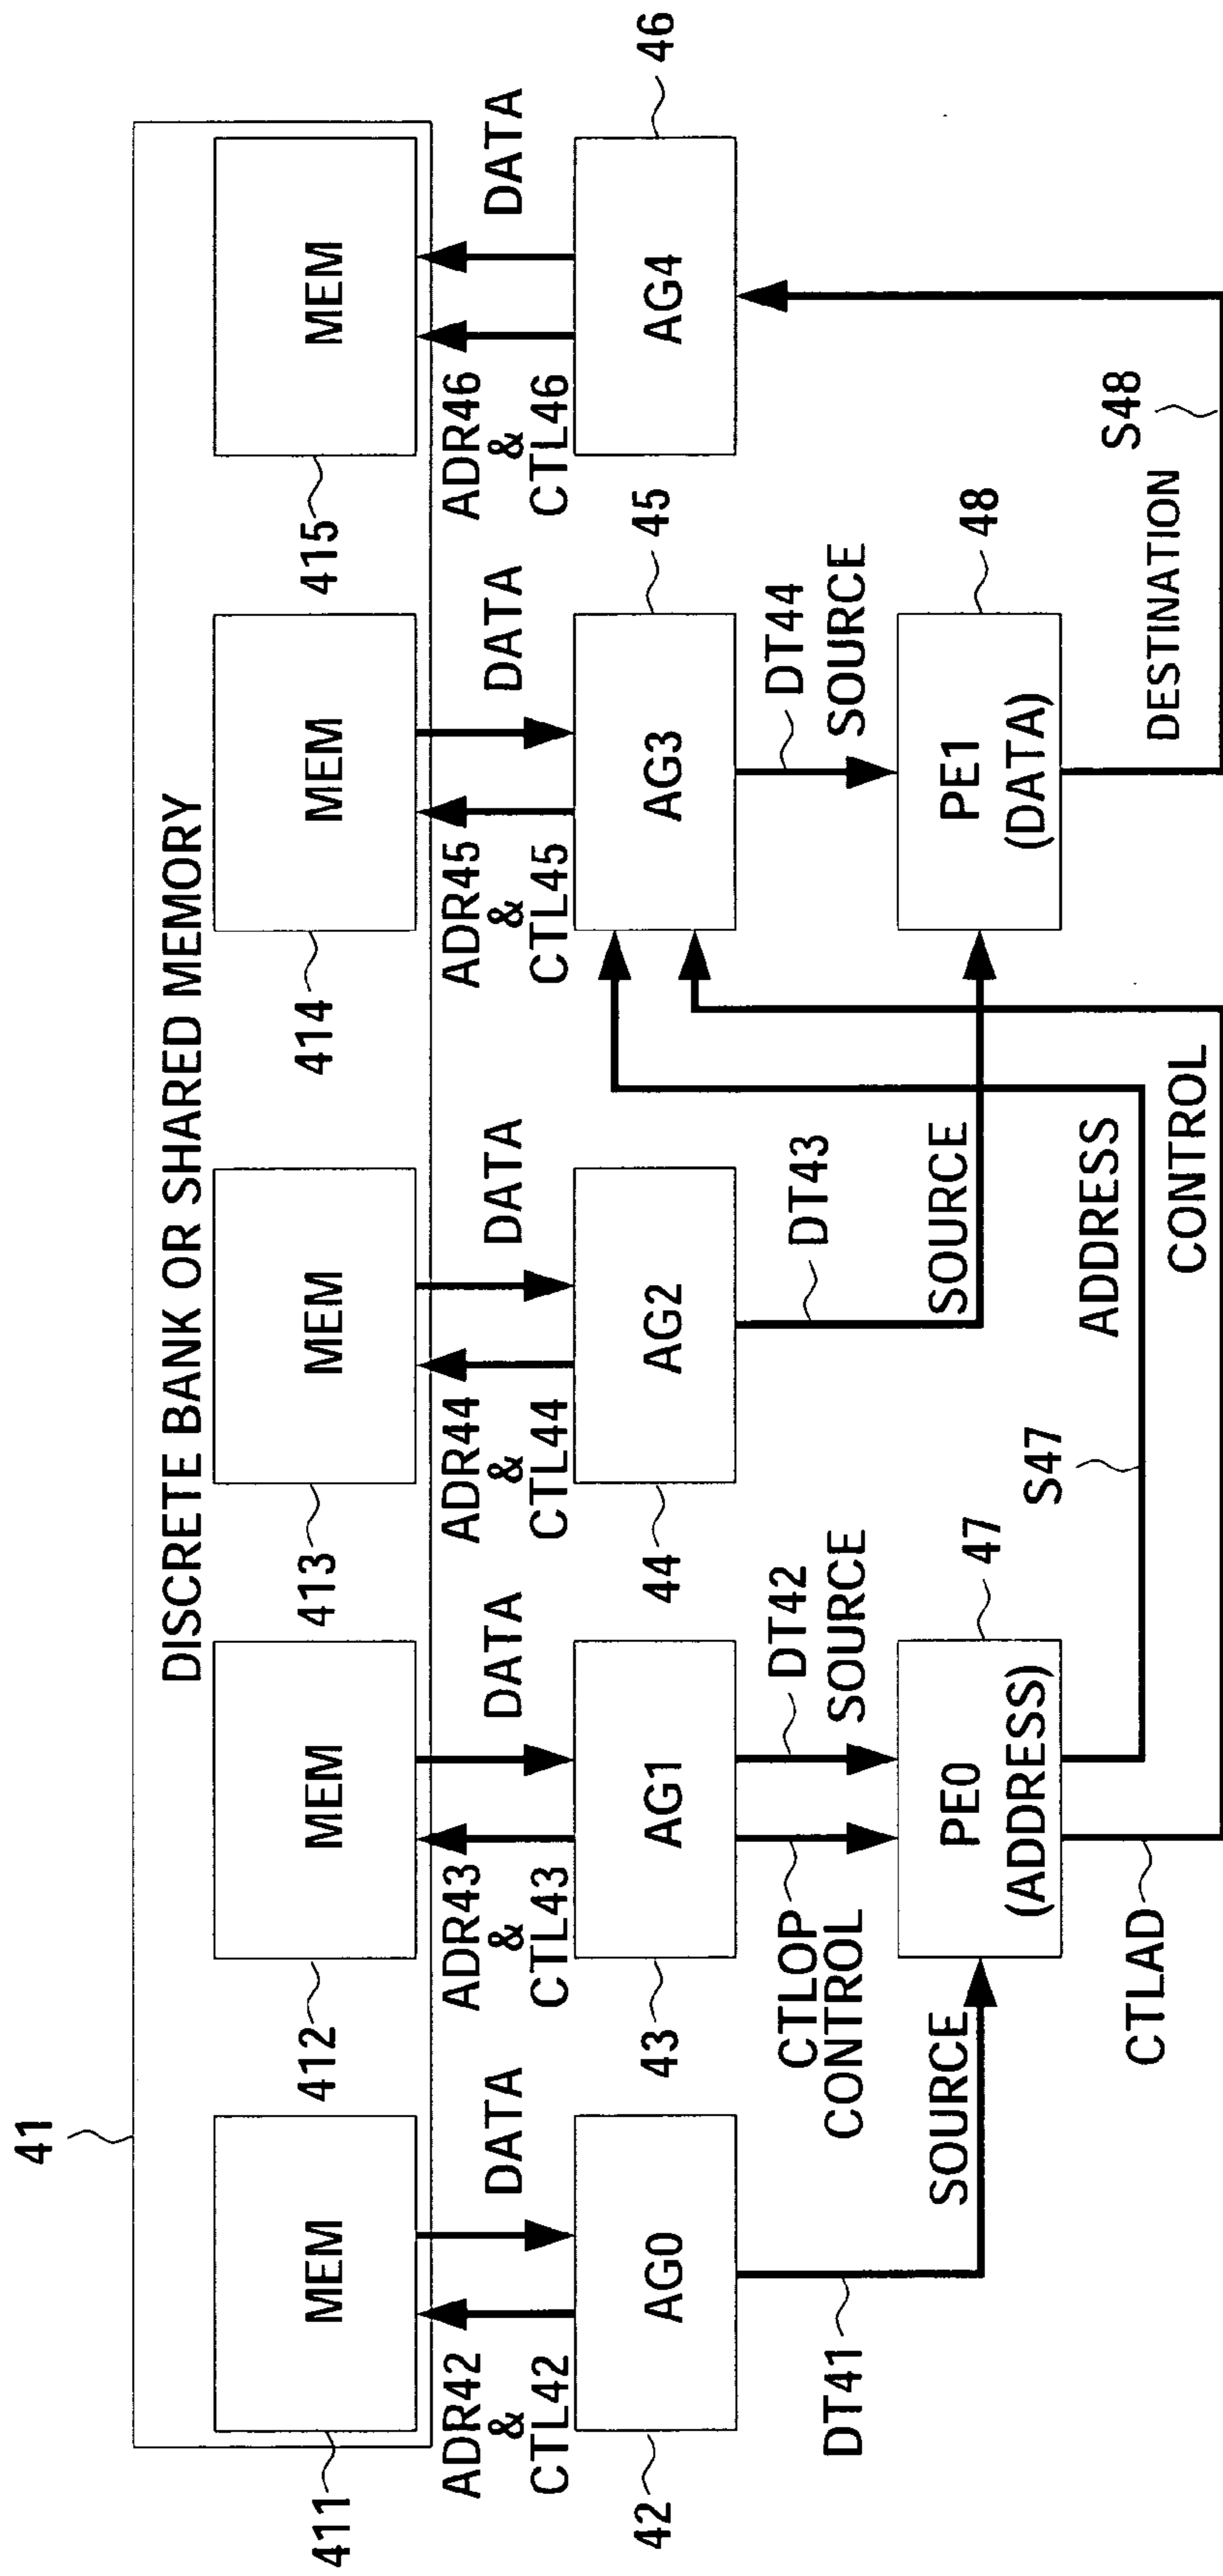 41
DISCRETE BANK OR SHARED MEMORY
MEM
MEM
MEM
MEM
MEM
411
412
413
414
415
ADR42
&
CTL42
DATA
ADR43
&
CTL43
DATA
ADR44
&
CTL44
DATA
ADR45
&
CTL45
DATA
ADR46
&
CTL46
DATA
AG0
AG1
AG2
AG3
AG4
42
43
44
45
46
DT41
SOURCE
CTLOP
CONTROL
DT42
SOURCE
DT43
SOURCE
DT44
SOURCE
PE0
(ADDRESS)
47
PE1
(DATA)
48
CTLAD
S47
ADDRESS
CONTROL
DESTINATION
S48